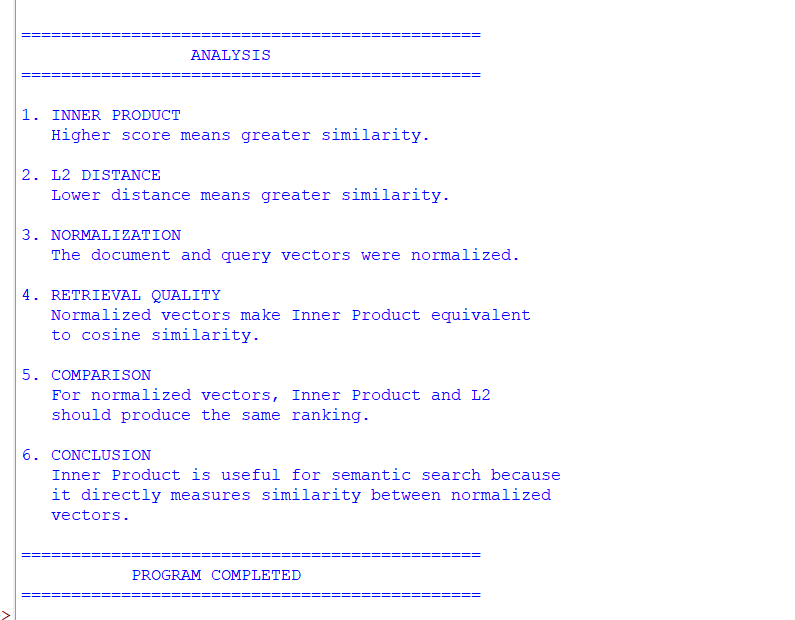 ==============================================
ANALYSIS
==============================================
1. INNER PRODUCT
Higher score means greater similarity.
2. L2 DISTANCE
Lower distance means greater similarity.
3. NORMALIZATION
The document and query vectors were normalized.
4. RETRIEVAL QUALITY
Normalized vectors make Inner Product equivalent
to cosine similarity.
5. COMPARISON
For normalized vectors, Inner Product and L2
should produce the same ranking.
6. CONCLUSION
Inner Product is useful for semantic search because
it directly measures similarity between normalized
vectors.
==============================================
PROGRAM COMPLETED
==============================================
>